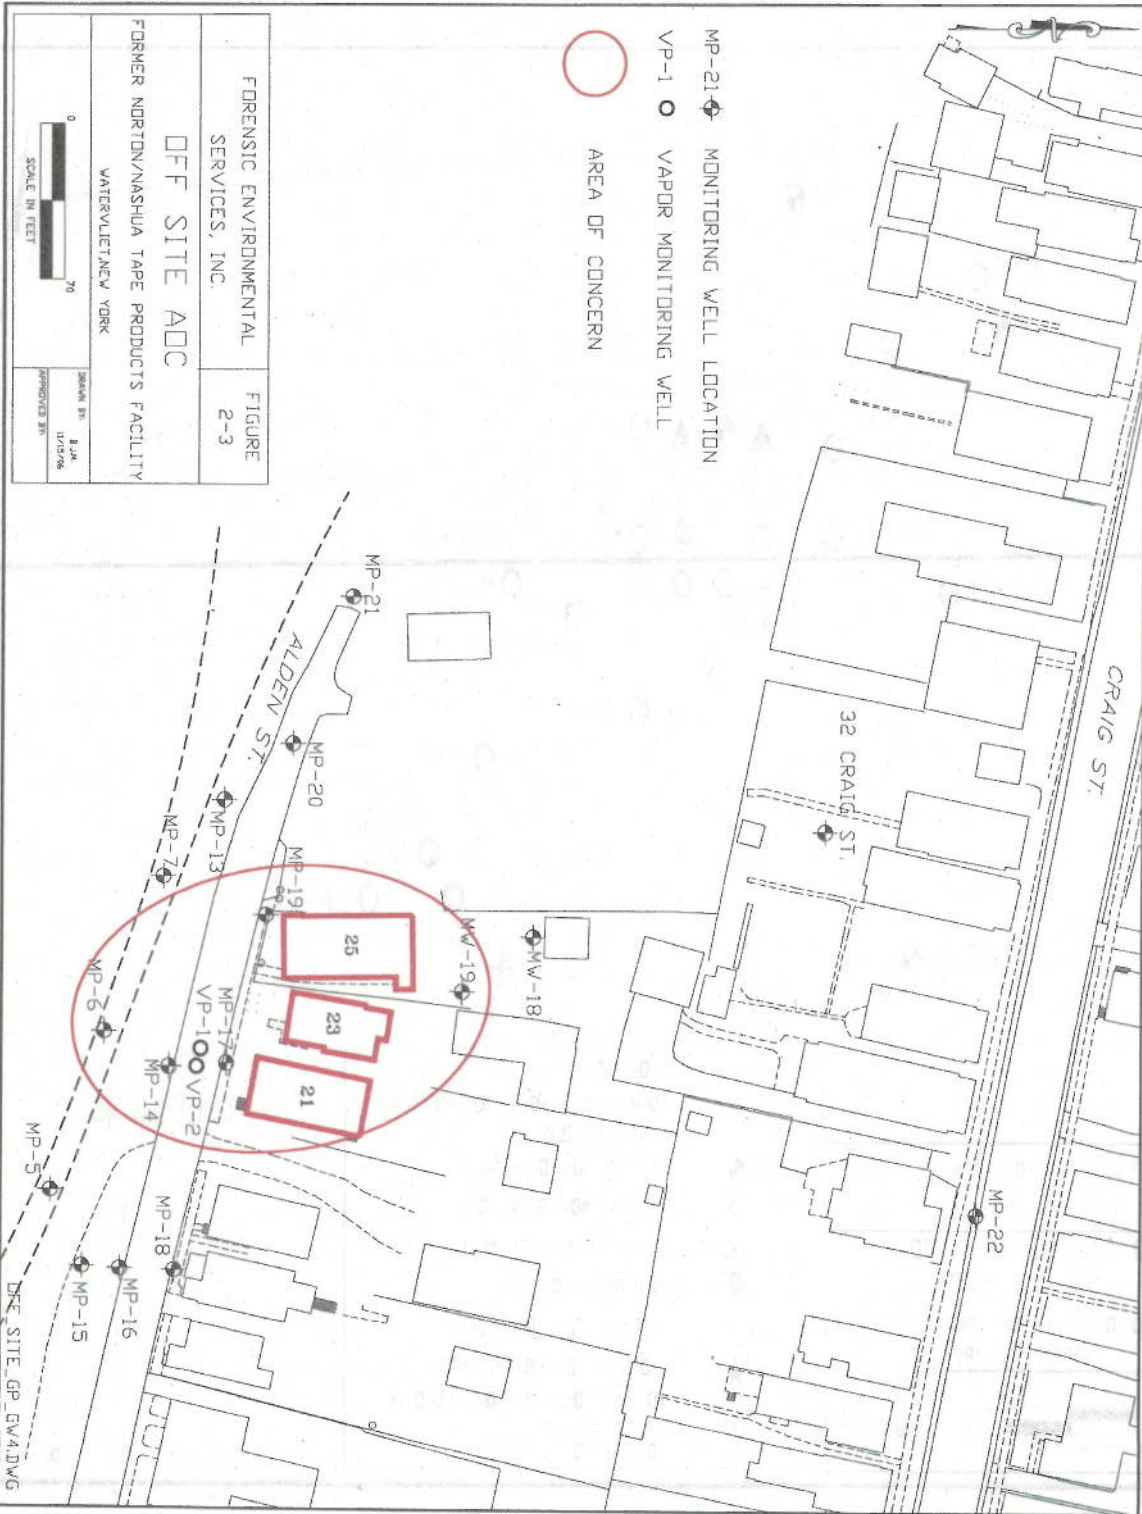 MP-21 MONITORING WELL LOCATION
VP-1 VAPOR MONITORING WELL
AREA OF CONCERN
FORENSIC ENVIRONMENTAL
SERVICES, INC.
FIGURE
2-3
OFF SITE AOC
FORMER NORTON/NASHUA TAPE PRODUCTS FACILITY
WATERVLIET,NEW YORK
0
70
SCALE IN FEET
DRAWN BY:
BJM
11/15/06
APPROVED BY:
CRAIG ST.
32 CRAIG ST.
MP-22
MP-21
ALDEN ST.
MP-20
MP-13
MP-7
MP-19
25
MW-19
MW-18
23
21
MP-17
VP-1
VP-2
MP-6
MP-14
MP-5
MP-18
MP-16
MP-15
OFF_SITE_GP_GW4.DWG